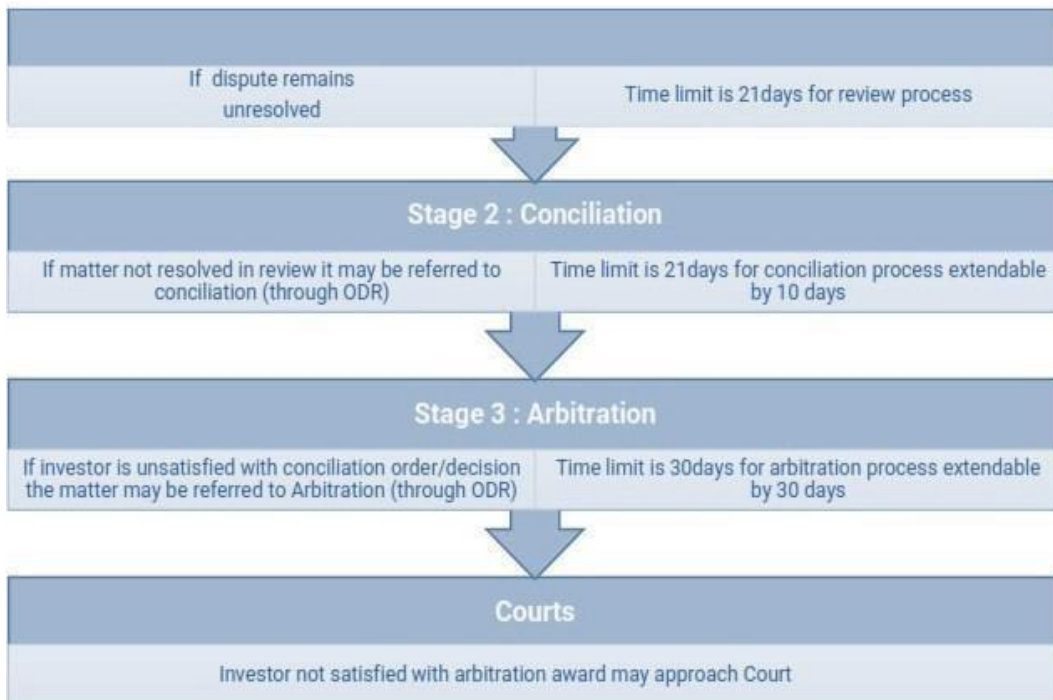 If dispute remains
unresolved
Time limit is 21days for review process
Stage 2 : Conciliation
If matter not resolved in review it may be referred to
conciliation (through ODR)
Time limit is 21days for conciliation process extendable
by 10 days
Stage 3 : Arbitration
If investor is unsatisfied with conciliation order/decision
the matter may be referred to Arbitration (through ODR)
Time limit is 30days for arbitration process extendable
by 30 days
Courts
Investor not satisfied with arbitration award may approach Court